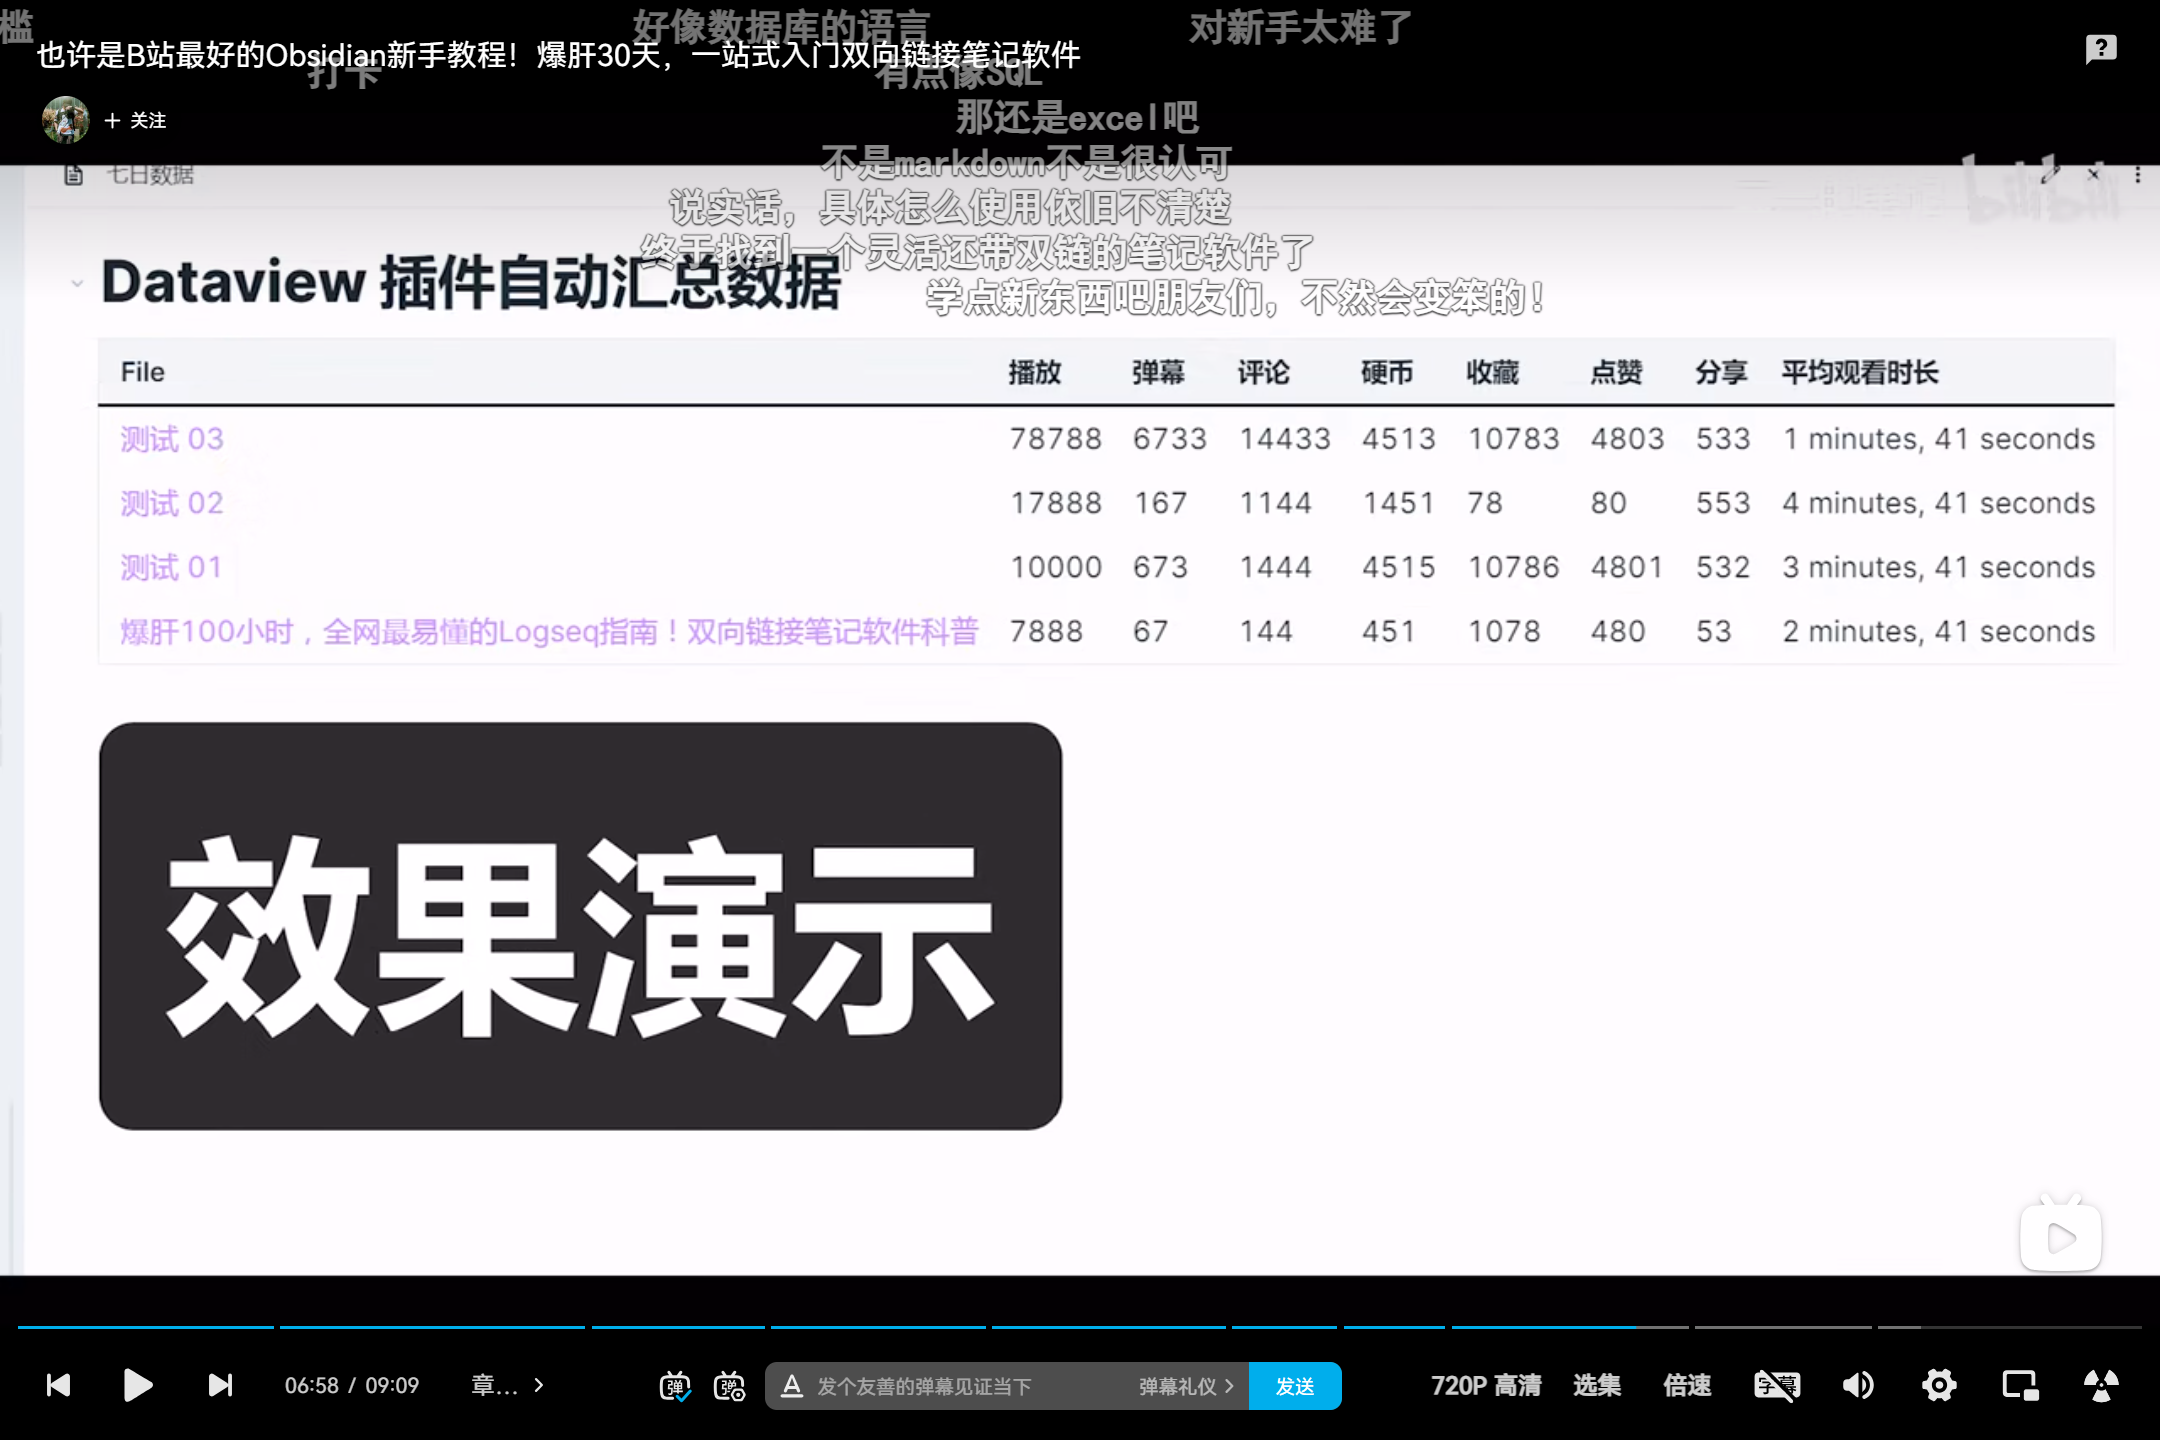 槛
好像数据库的语言
对新手太难了
也许是B站最好的Obsidian新手教程！爆肝30天，一站式入门双向链接笔记软件
打卡
有点像SQL
+ 关注
那还是excel吧
不是markdown不是很认可
七日数据
bilibili
说实话，具体怎么使用依旧不清楚
终于找到一个灵活还带双链的笔记软件了
Dataview 插件自动汇总数据
学点新东西吧朋友们，不然会变笨的！
File 播放 弹幕 评论 硬币 收藏 点赞 分享 平均观看时长
测试 03 78788 6733 14433 4513 10783 4803 533 1 minutes, 41 seconds
测试 02 17888 167 1144 1451 78 80 553 4 minutes, 41 seconds
测试 01 10000 673 1444 4515 10786 4801 532 3 minutes, 41 seconds
爆肝100小时，全网最易懂的Logseq指南！双向链接笔记软件科普 7888 67 144 451 1078 480 53 2 minutes, 41 seconds
效果演示
06:58 / 09:09 章... 弹 弹 A 发个友善的弹幕见证当下 弹幕礼仪 发送 720P 高清 选集 倍速 字幕